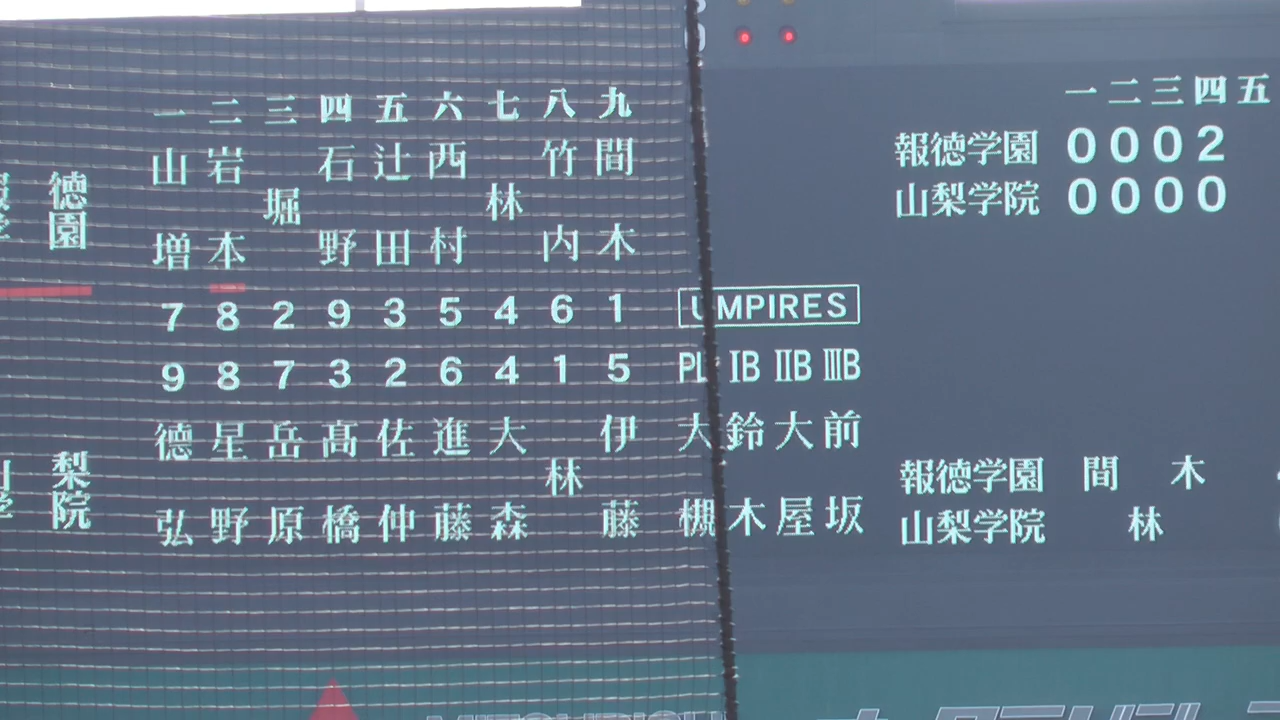 一 二 三 四 五 六 七 八 九
山増 岩本 堀 石野 辻田 西村 林 竹内 間木
徳園
7 8 2 9 3 5 4 6 1
9 8 7 3 2 6 4 1 5
徳弘 星野 岳原 髙橋 佐仲 進藤 大森 林 伊藤
梨院
UMPIRES
PL IB IIB IIIB
大槻 鈴木 大屋 前坂
一 二 三 四 五
報徳学園 0 0 0 2
山梨学院 0 0 0 0
報徳学園 間木
山梨学院 林